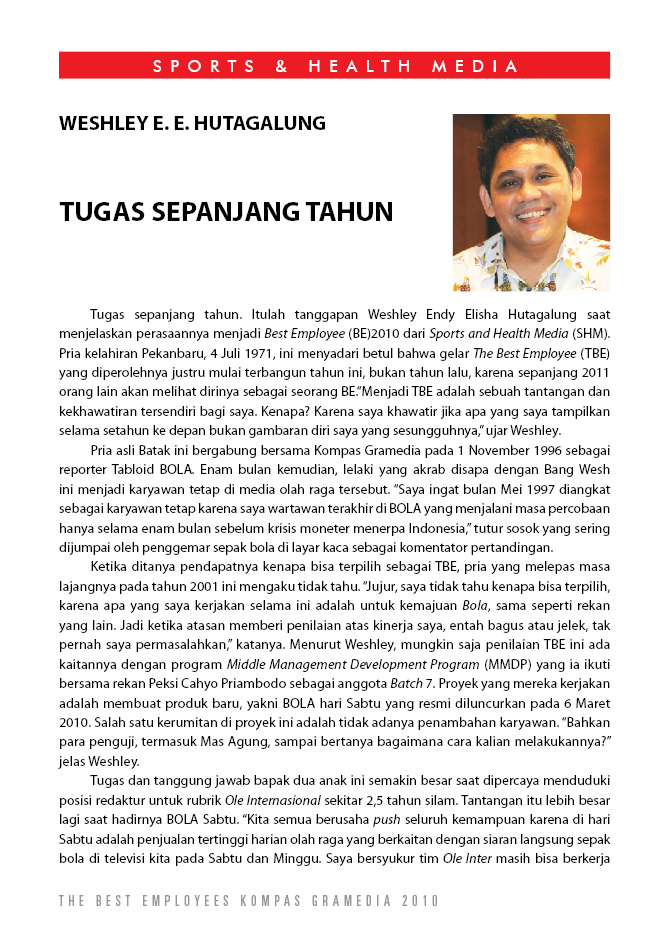 SPORTS & HEALTH MEDIA
WESHLEY E. E. HUTAGALUNG
TUGAS SEPANJANG TAHUN
Tugas sepanjang tahun. Itulah tanggapan Weshley Endy Elisha Hutagalung saat
menjelaskan perasaannya menjadi Best Employee (BE)2010 dari Sports and Health Media (SHM).
Pria kelahiran Pekanbaru, 4 Juli 1971, ini menyadari betul bahwa gelar The Best Employee (TBE)
yang diperolehnya justru mulai terbangun tahun ini, bukan tahun lalu, karena sepanjang 2011
orang lain akan melihat dirinya sebagai seorang BE.“Menjadi TBE adalah sebuah tantangan dan
kekhawatiran tersendiri bagi saya. Kenapa? Karena saya khawatir jika apa yang saya tampilkan
selama setahun ke depan bukan gambaran diri saya yang sesungguhnya,” ujar Weshley.
Pria asli Batak ini bergabung bersama Kompas Gramedia pada 1 November 1996 sebagai
reporter Tabloid BOLA. Enam bulan kemudian, lelaki yang akrab disapa dengan Bang Wesh
ini menjadi karyawan tetap di media olah raga tersebut. “Saya ingat bulan Mei 1997 diangkat
sebagai karyawan tetap karena saya wartawan terakhir di BOLA yang menjalani masa percobaan
hanya selama enam bulan sebelum krisis moneter menerpa Indonesia,” tutur sosok yang sering
dijumpai oleh penggemar sepak bola di layar kaca sebagai komentator pertandingan.
Ketika ditanya pendapatnya kenapa bisa terpilih sebagai TBE, pria yang melepas masa
lajangnya pada tahun 2001 ini mengaku tidak tahu. “Jujur, saya tidak tahu kenapa bisa terpilih,
karena apa yang saya kerjakan selama ini adalah untuk kemajuan Bola, sama seperti rekan
yang lain. Jadi ketika atasan memberi penilaian atas kinerja saya, entah bagus atau jelek, tak
pernah saya permasalahkan,” katanya. Menurut Weshley, mungkin saja penilaian TBE ini ada
kaitannya dengan program Middle Management Development Program (MMDP) yang ia ikuti
bersama rekan Peksi Cahyo Priambodo sebagai anggota Batch 7. Proyek yang mereka kerjakan
adalah membuat produk baru, yakni BOLA hari Sabtu yang resmi diluncurkan pada 6 Maret
2010. Salah satu kerumitan di proyek ini adalah tidak adanya penambahan karyawan. “Bahkan
para penguji, termasuk Mas Agung, sampai bertanya bagaimana cara kalian melakukannya?”
jelas Weshley.
Tugas dan tanggung jawab bapak dua anak ini semakin besar saat dipercaya menduduki
posisi redaktur untuk rubrik Ole Internasional sekitar 2,5 tahun silam. Tantangan itu lebih besar
lagi saat hadirnya BOLA Sabtu. “Kita semua berusaha push seluruh kemampuan karena di hari
Sabtu adalah penjualan tertinggi harian olah raga yang berkaitan dengan siaran langsung sepak
bola di televisi kita pada Sabtu dan Minggu. Saya bersyukur tim Ole Inter masih bisa berkerja
THE BEST EMPLOYEES KOMPAS GRAMEDIA 2010